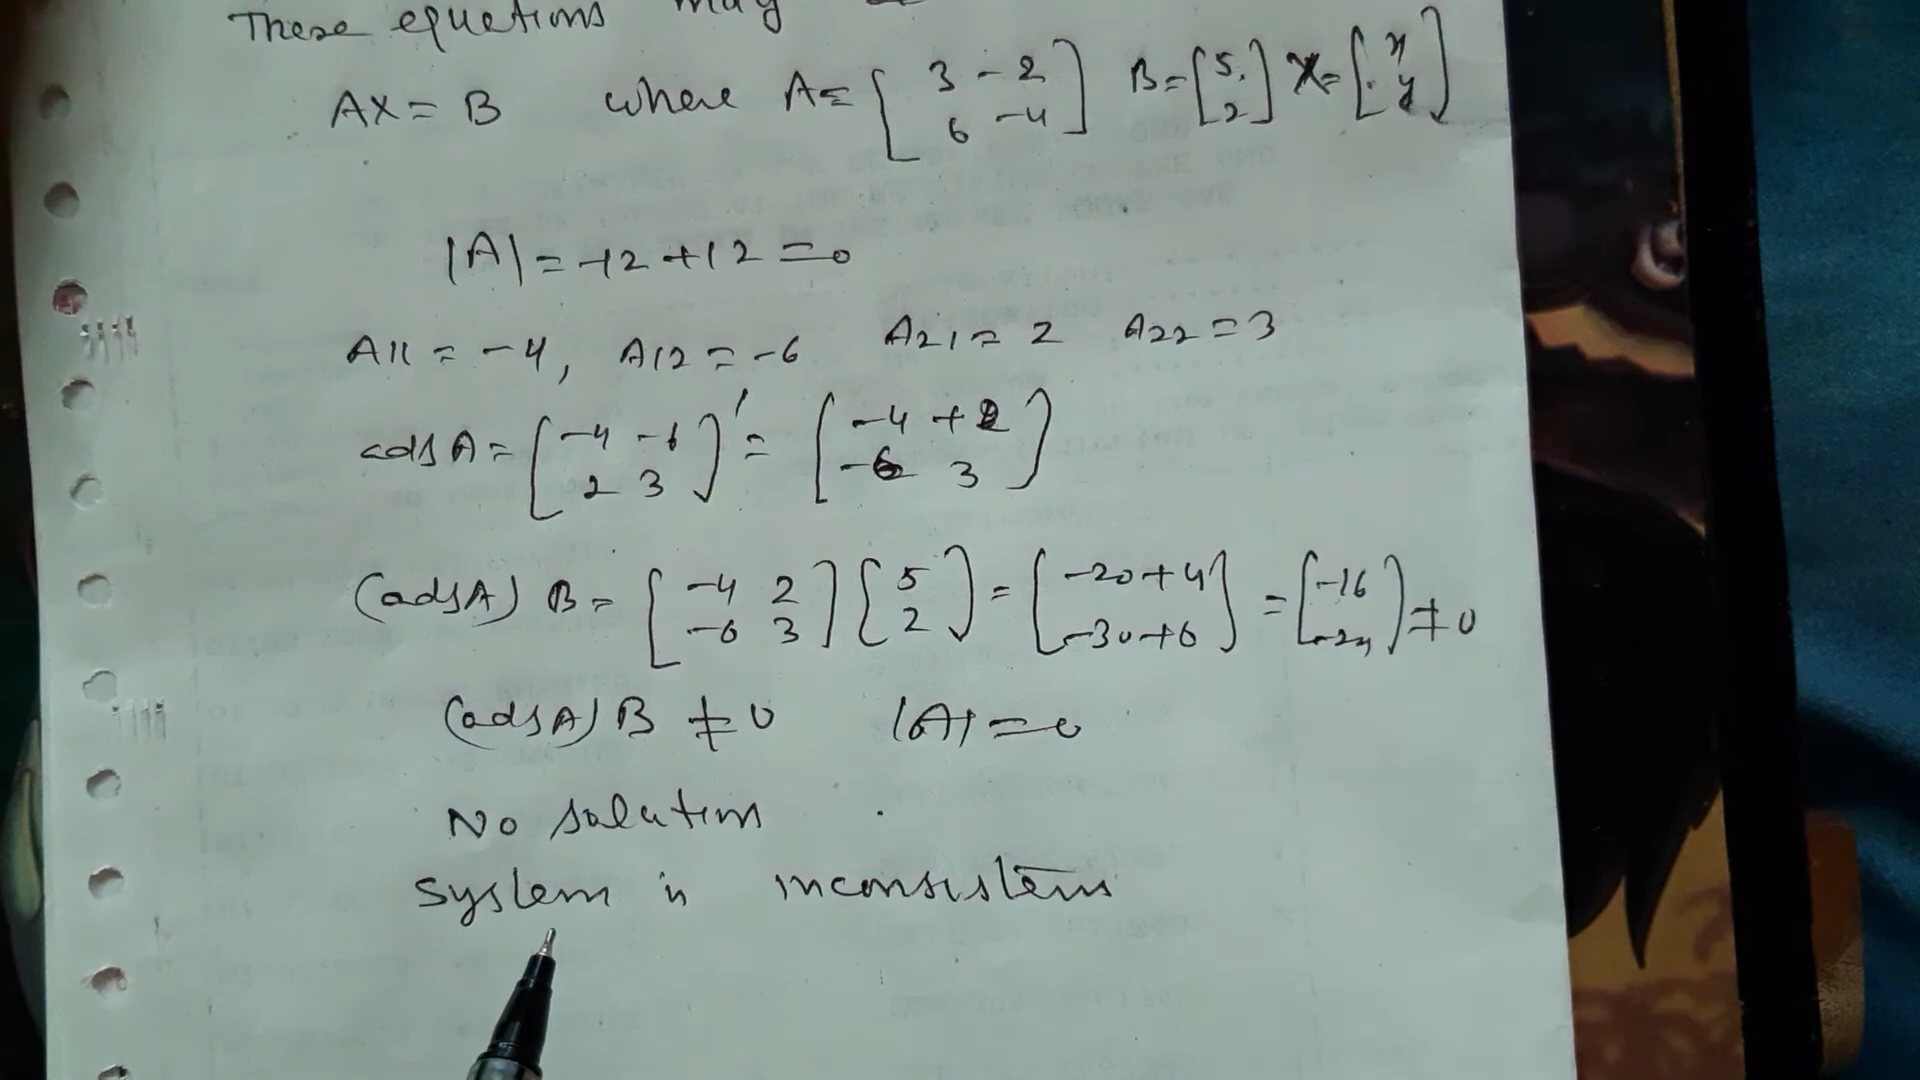 These equations may
AX = B where A = [3 -2 6 -4] B = [5 2] X = [x y]
|A| = -12 + 12 = 0
A11 = -4, A12 = -6 A21 = 2 A22 = 3
adj A = [-4 -6 2 3]' = [-4 +2 -6 3]
(adj A) B = [-4 2 -6 3] [5 2] = [-20+4 -30+6] = [-16 -24] ≠ 0
(adj A) B ≠ 0 |A| = 0
No solution
System is inconsistent